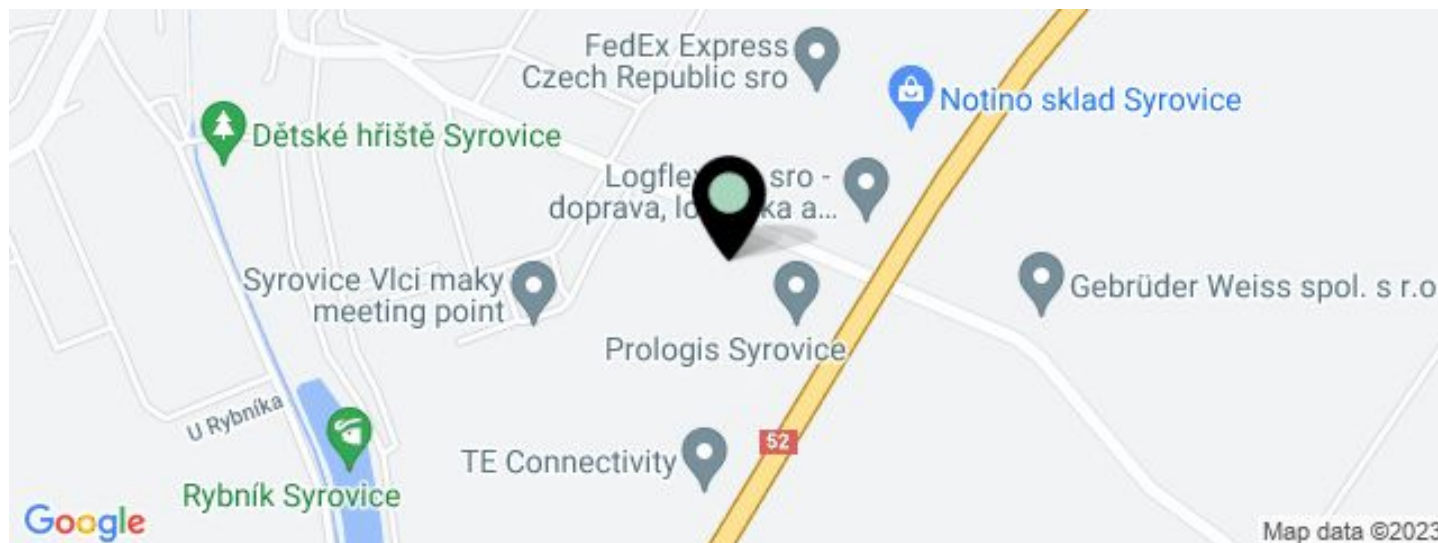 FedEx Express
Czech Republic sro
Notino sklad Syrovice
Dětské hřiště Syrovice
sro -
doprava,
ka a…
Syrovice Vlci maky
meeting point
Gebrüder Weiss spol. s r.o
Prologis Syrovice
U Rybníka
52
TE Connectivity
Rybník Syrovice
Google
Map data ©2023